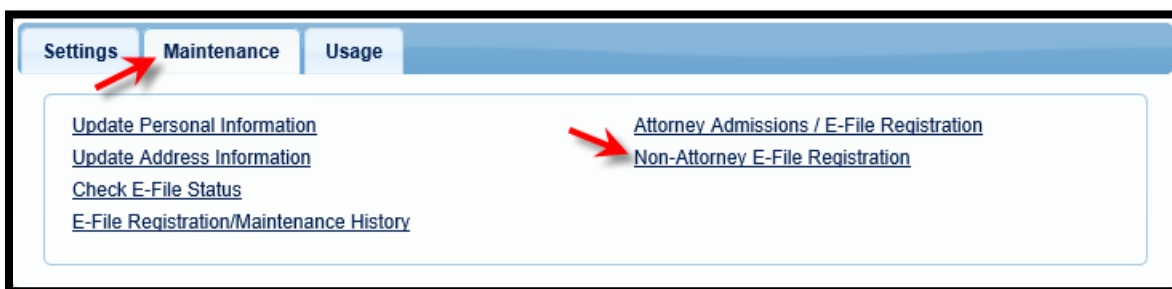 Settings Maintenance Usage
Update Personal Information
Update Address Information
Check E-File Status
E-File Registration/Maintenance History
Attorney Admissions / E-File Registration
Non-Attorney E-File Registration